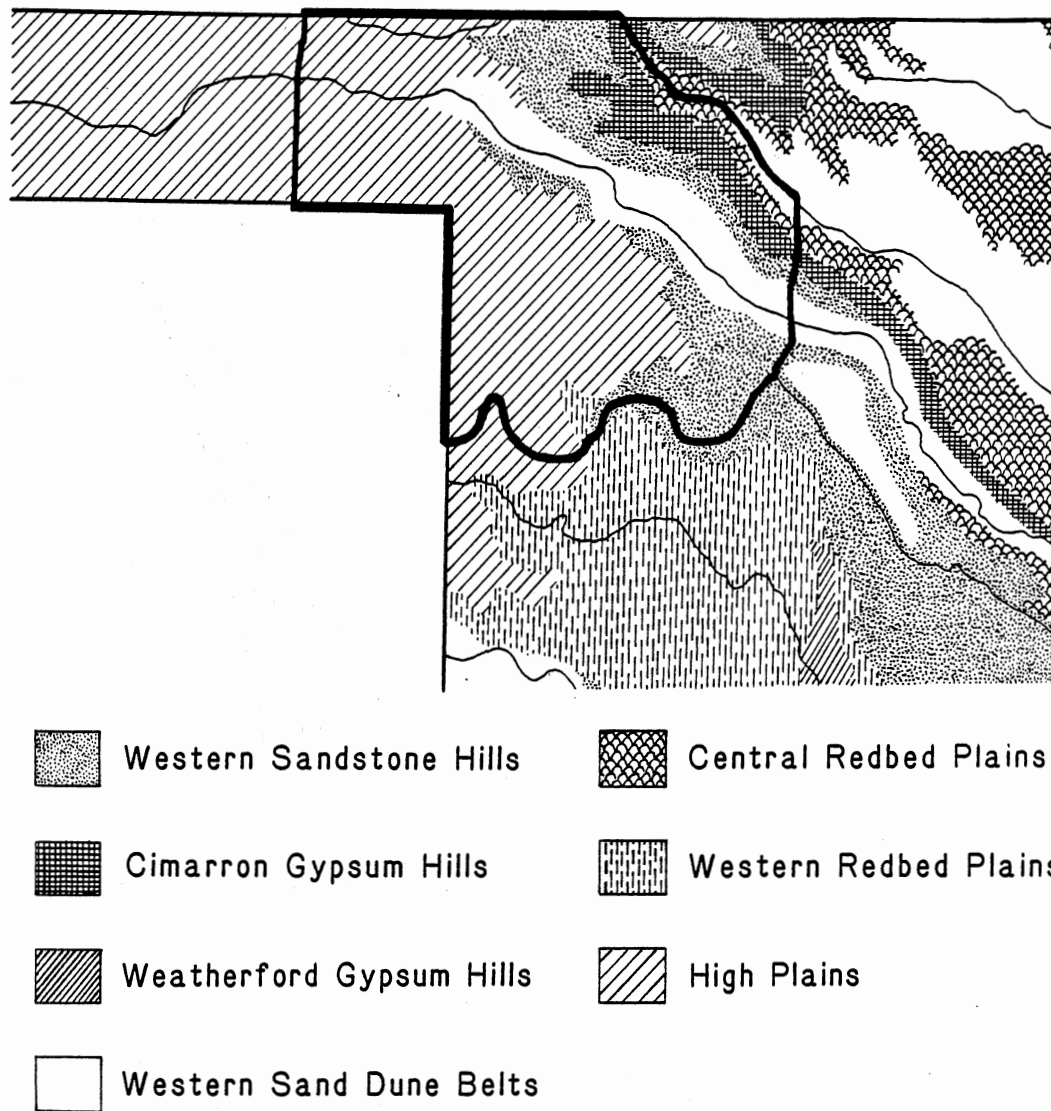 Western Sandstone Hills
Central Redbed Plains
Cimarron Gypsum Hills
Western Redbed Plains
Weatherford Gypsum Hills
High Plains
Western Sand Dune Belts